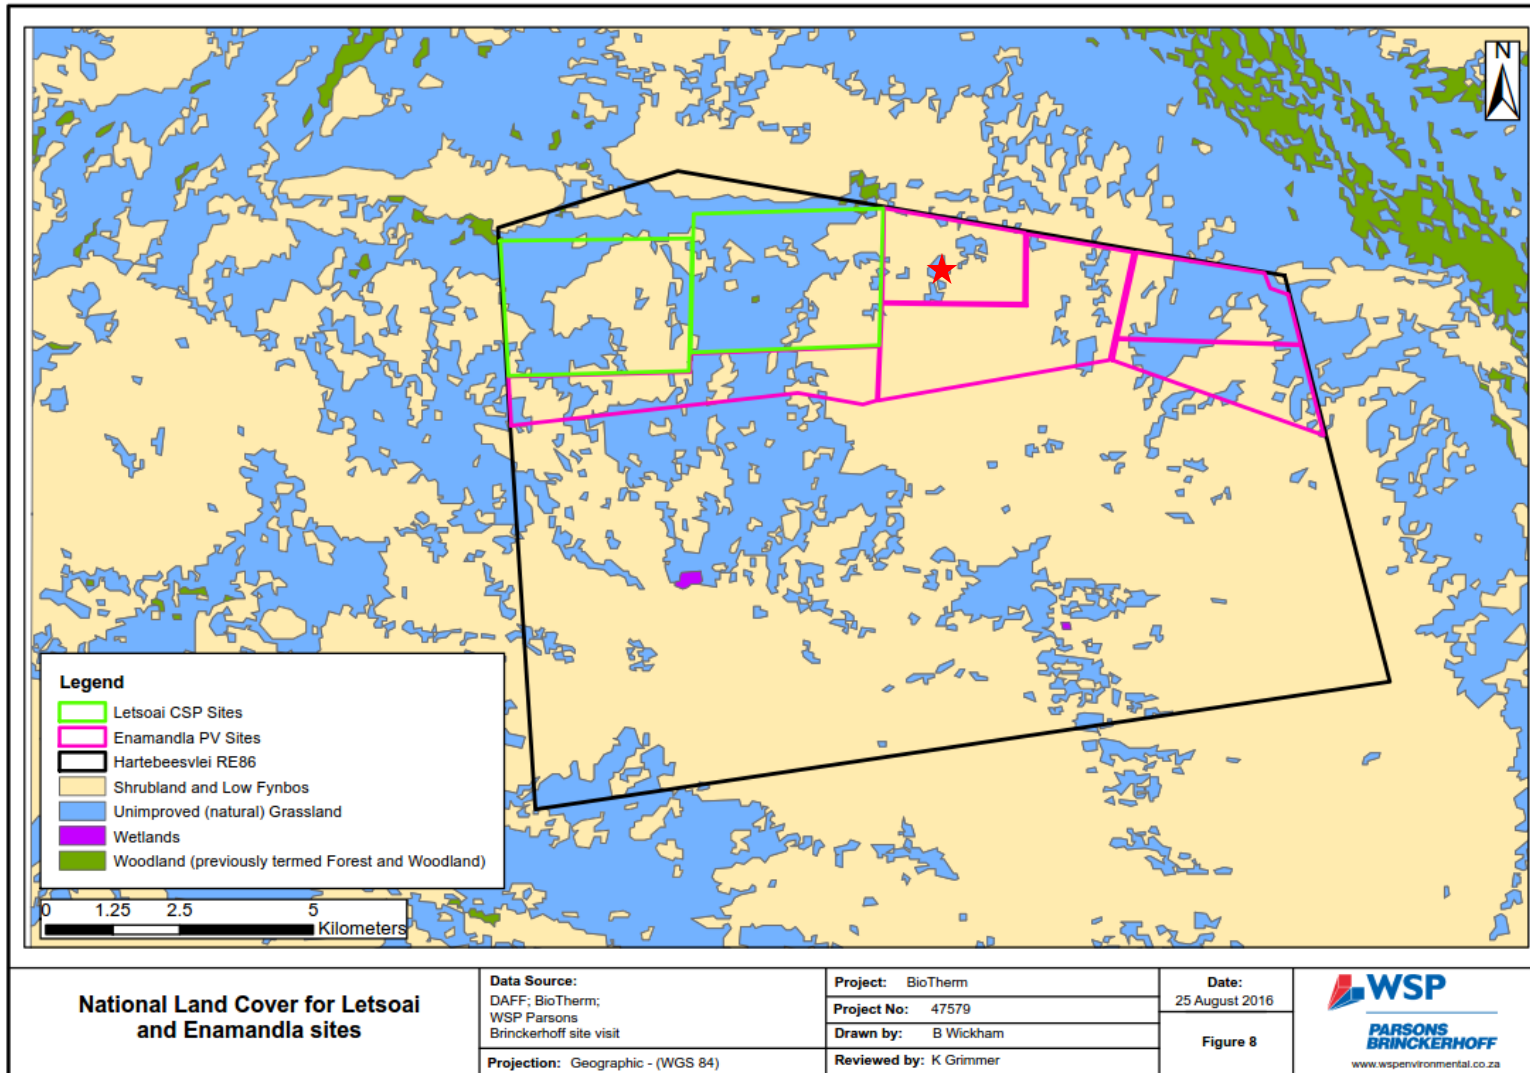 N
Legend
Letsoai CSP Sites
Enamandla PV Sites
Hartebeesvlei RE86
Shrubland and Low Fynbos
Unimproved (natural) Grassland
Wetlands
Woodland (previously termed Forest and Woodland)
0 1.25 2.5 5
Kilometers
National Land Cover for Letsoai
and Enamandla sites
Data Source:
DAFF; BioTherm;
WSP Parsons
Brinckerhoff site visit
Projection: Geographic - (WGS 84)
Project: BioTherm
Project No: 47579
Drawn by: B Wickham
Reviewed by: K Grimmer
Date:
25 August 2016
Figure 8
WSP
PARSONS
BRINCKERHOFF
www.wspenvironmental.co.za